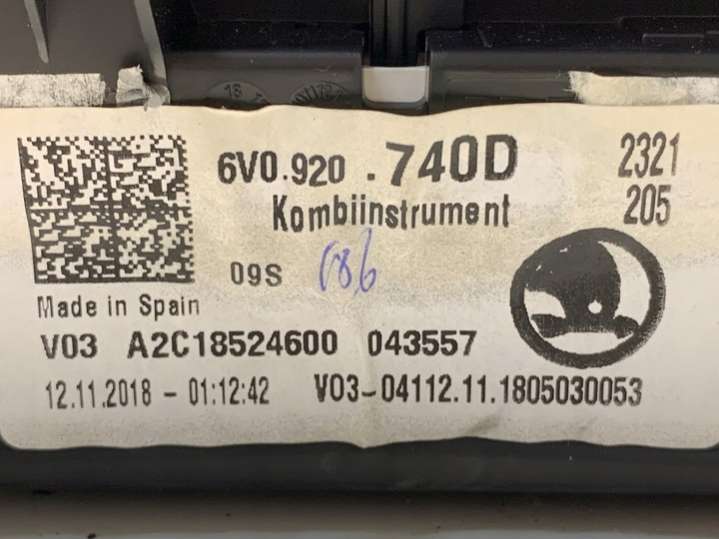 6V0.920 .740D
2321
Kombiinstrument
205
09S
186
Made in Spain
V03 A2C18524600 043557
12.11.2018 - 01:12:42 V03-04112.11.1805030053